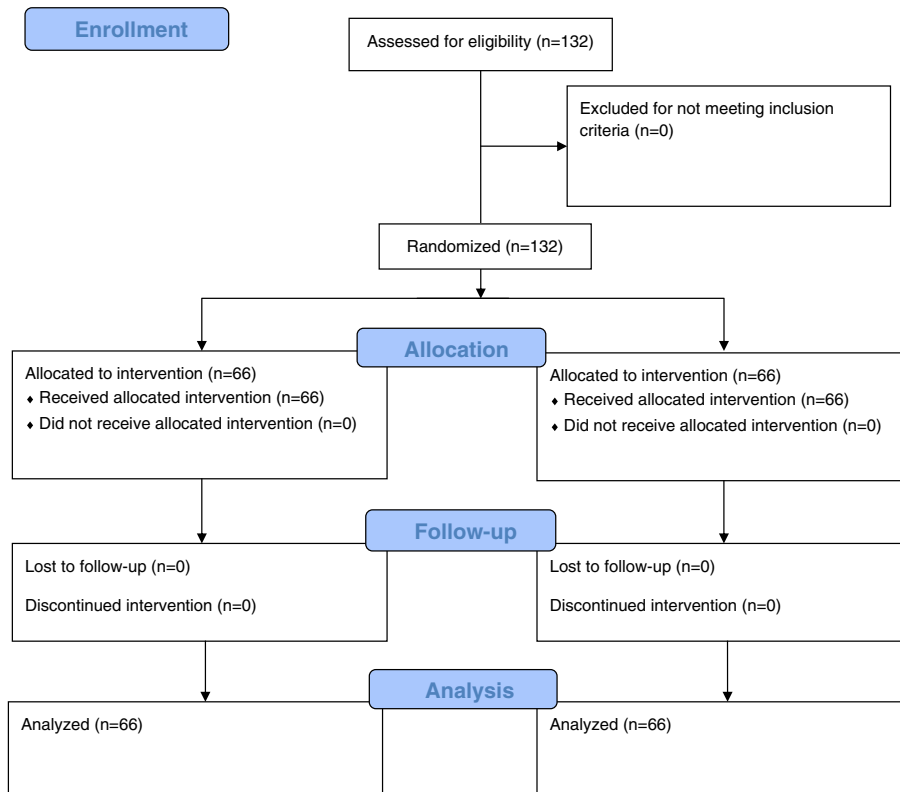 Enrollment
Assessed for eligibility (n=132)
Excluded for not meeting inclusion
criteria (n=0)
Randomized (n=132)
Allocation
Allocated to intervention (n=66)
♦ Received allocated intervention (n=66)
♦ Did not receive allocated intervention (n=0)
Allocated to intervention (n=66)
♦ Received allocated intervention (n=66)
♦ Did not receive allocated intervention (n=0)
Follow-up
Lost to follow-up (n=0)
Discontinued intervention (n=0)
Lost to follow-up (n=0)
Discontinued intervention (n=0)
Analysis
Analyzed (n=66)
Analyzed (n=66)